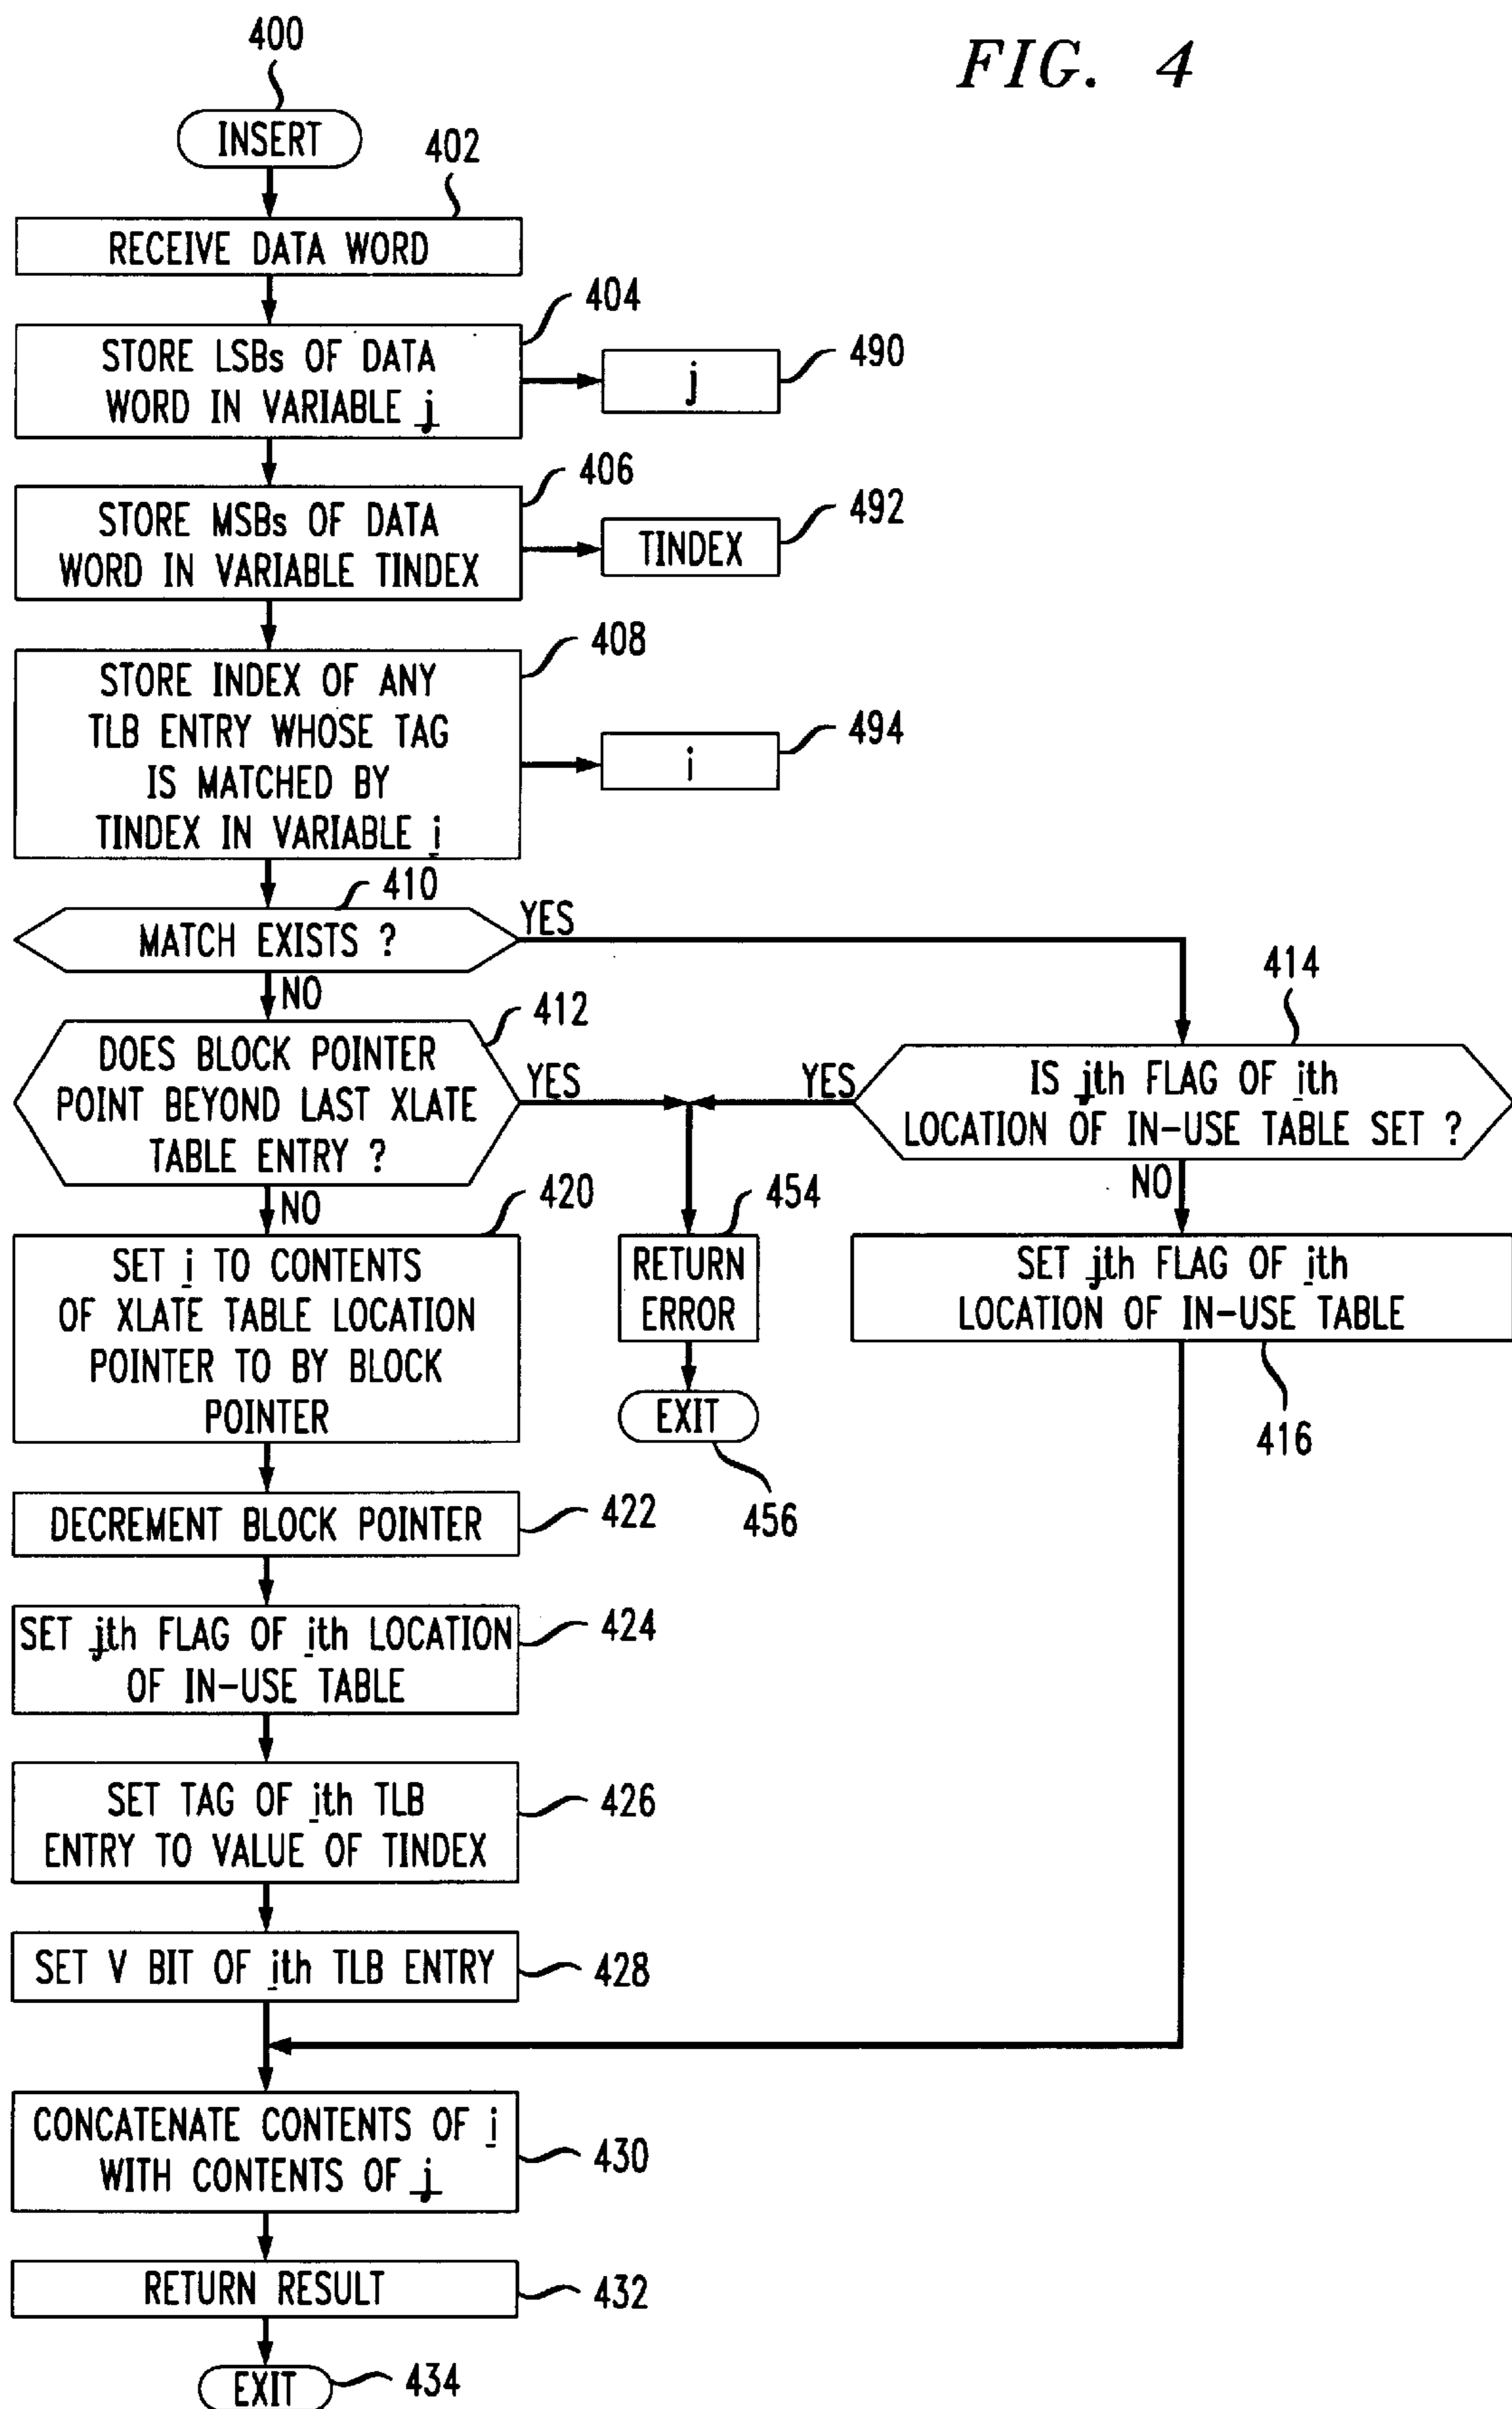 FIG. 4
400
INSERT
402
RECEIVE DATA WORD
404
STORE LSBs OF DATA
WORD IN VARIABLE j
j
490
406
STORE MSBs OF DATA
WORD IN VARIABLE TINDEX
TINDEX
492
408
STORE INDEX OF ANY
TLB ENTRY WHOSE TAG
IS MATCHED BY
TINDEX IN VARIABLE i
i
494
410
MATCH EXISTS ?
YES
NO
412
DOES BLOCK POINTER
POINT BEYOND LAST XLATE
TABLE ENTRY ?
YES
NO
414
IS jth FLAG OF ith
LOCATION OF IN-USE TABLE SET ?
YES
NO
420
SET i TO CONTENTS
OF XLATE TABLE LOCATION
POINTER TO BY BLOCK
POINTER
454
RETURN
ERROR
EXIT
456
SET jth FLAG OF ith
LOCATION OF IN-USE TABLE
416
DECREMENT BLOCK POINTER
422
SET jth FLAG OF ith LOCATION
OF IN-USE TABLE
424
SET TAG OF ith TLB
ENTRY TO VALUE OF TINDEX
426
SET V BIT OF ith TLB ENTRY
428
CONCATENATE CONTENTS OF i
WITH CONTENTS OF j
430
RETURN RESULT
432
EXIT
434